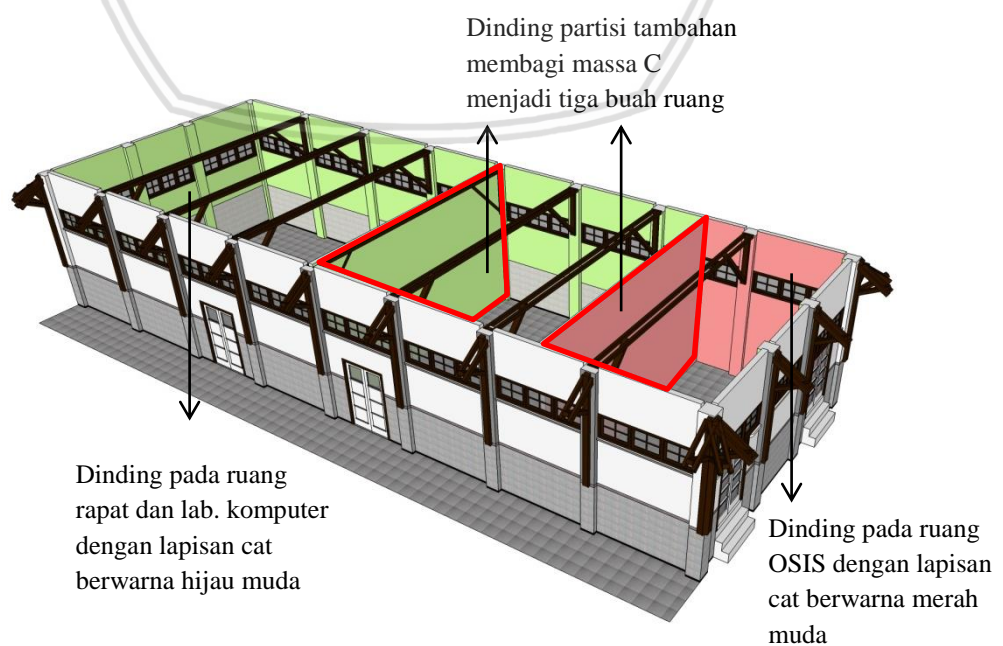 Dinding partisi tambahan
membagi massa C
menjadi tiga buah ruang
Dinding pada ruang
rapat dan lab. komputer
dengan lapisan cat
berwarna hijau muda
Dinding pada ruang
OSIS dengan lapisan
cat berwarna merah
muda